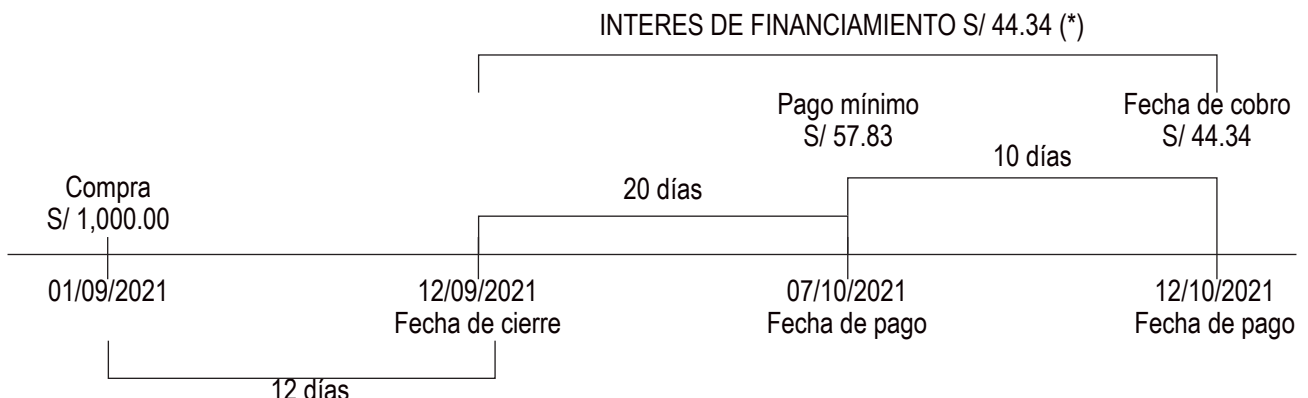 INTERES DE FINANCIAMIENTO S/ 44.34 (*)
Pago mínimo
S/ 57.83
Fecha de cobro
S/ 44.34
10 días
Compra
S/ 1,000.00
20 días
01/09/2021
12/09/2021
Fecha de cierre
07/10/2021
Fecha de pago
12/10/2021
Fecha de pago
12 días